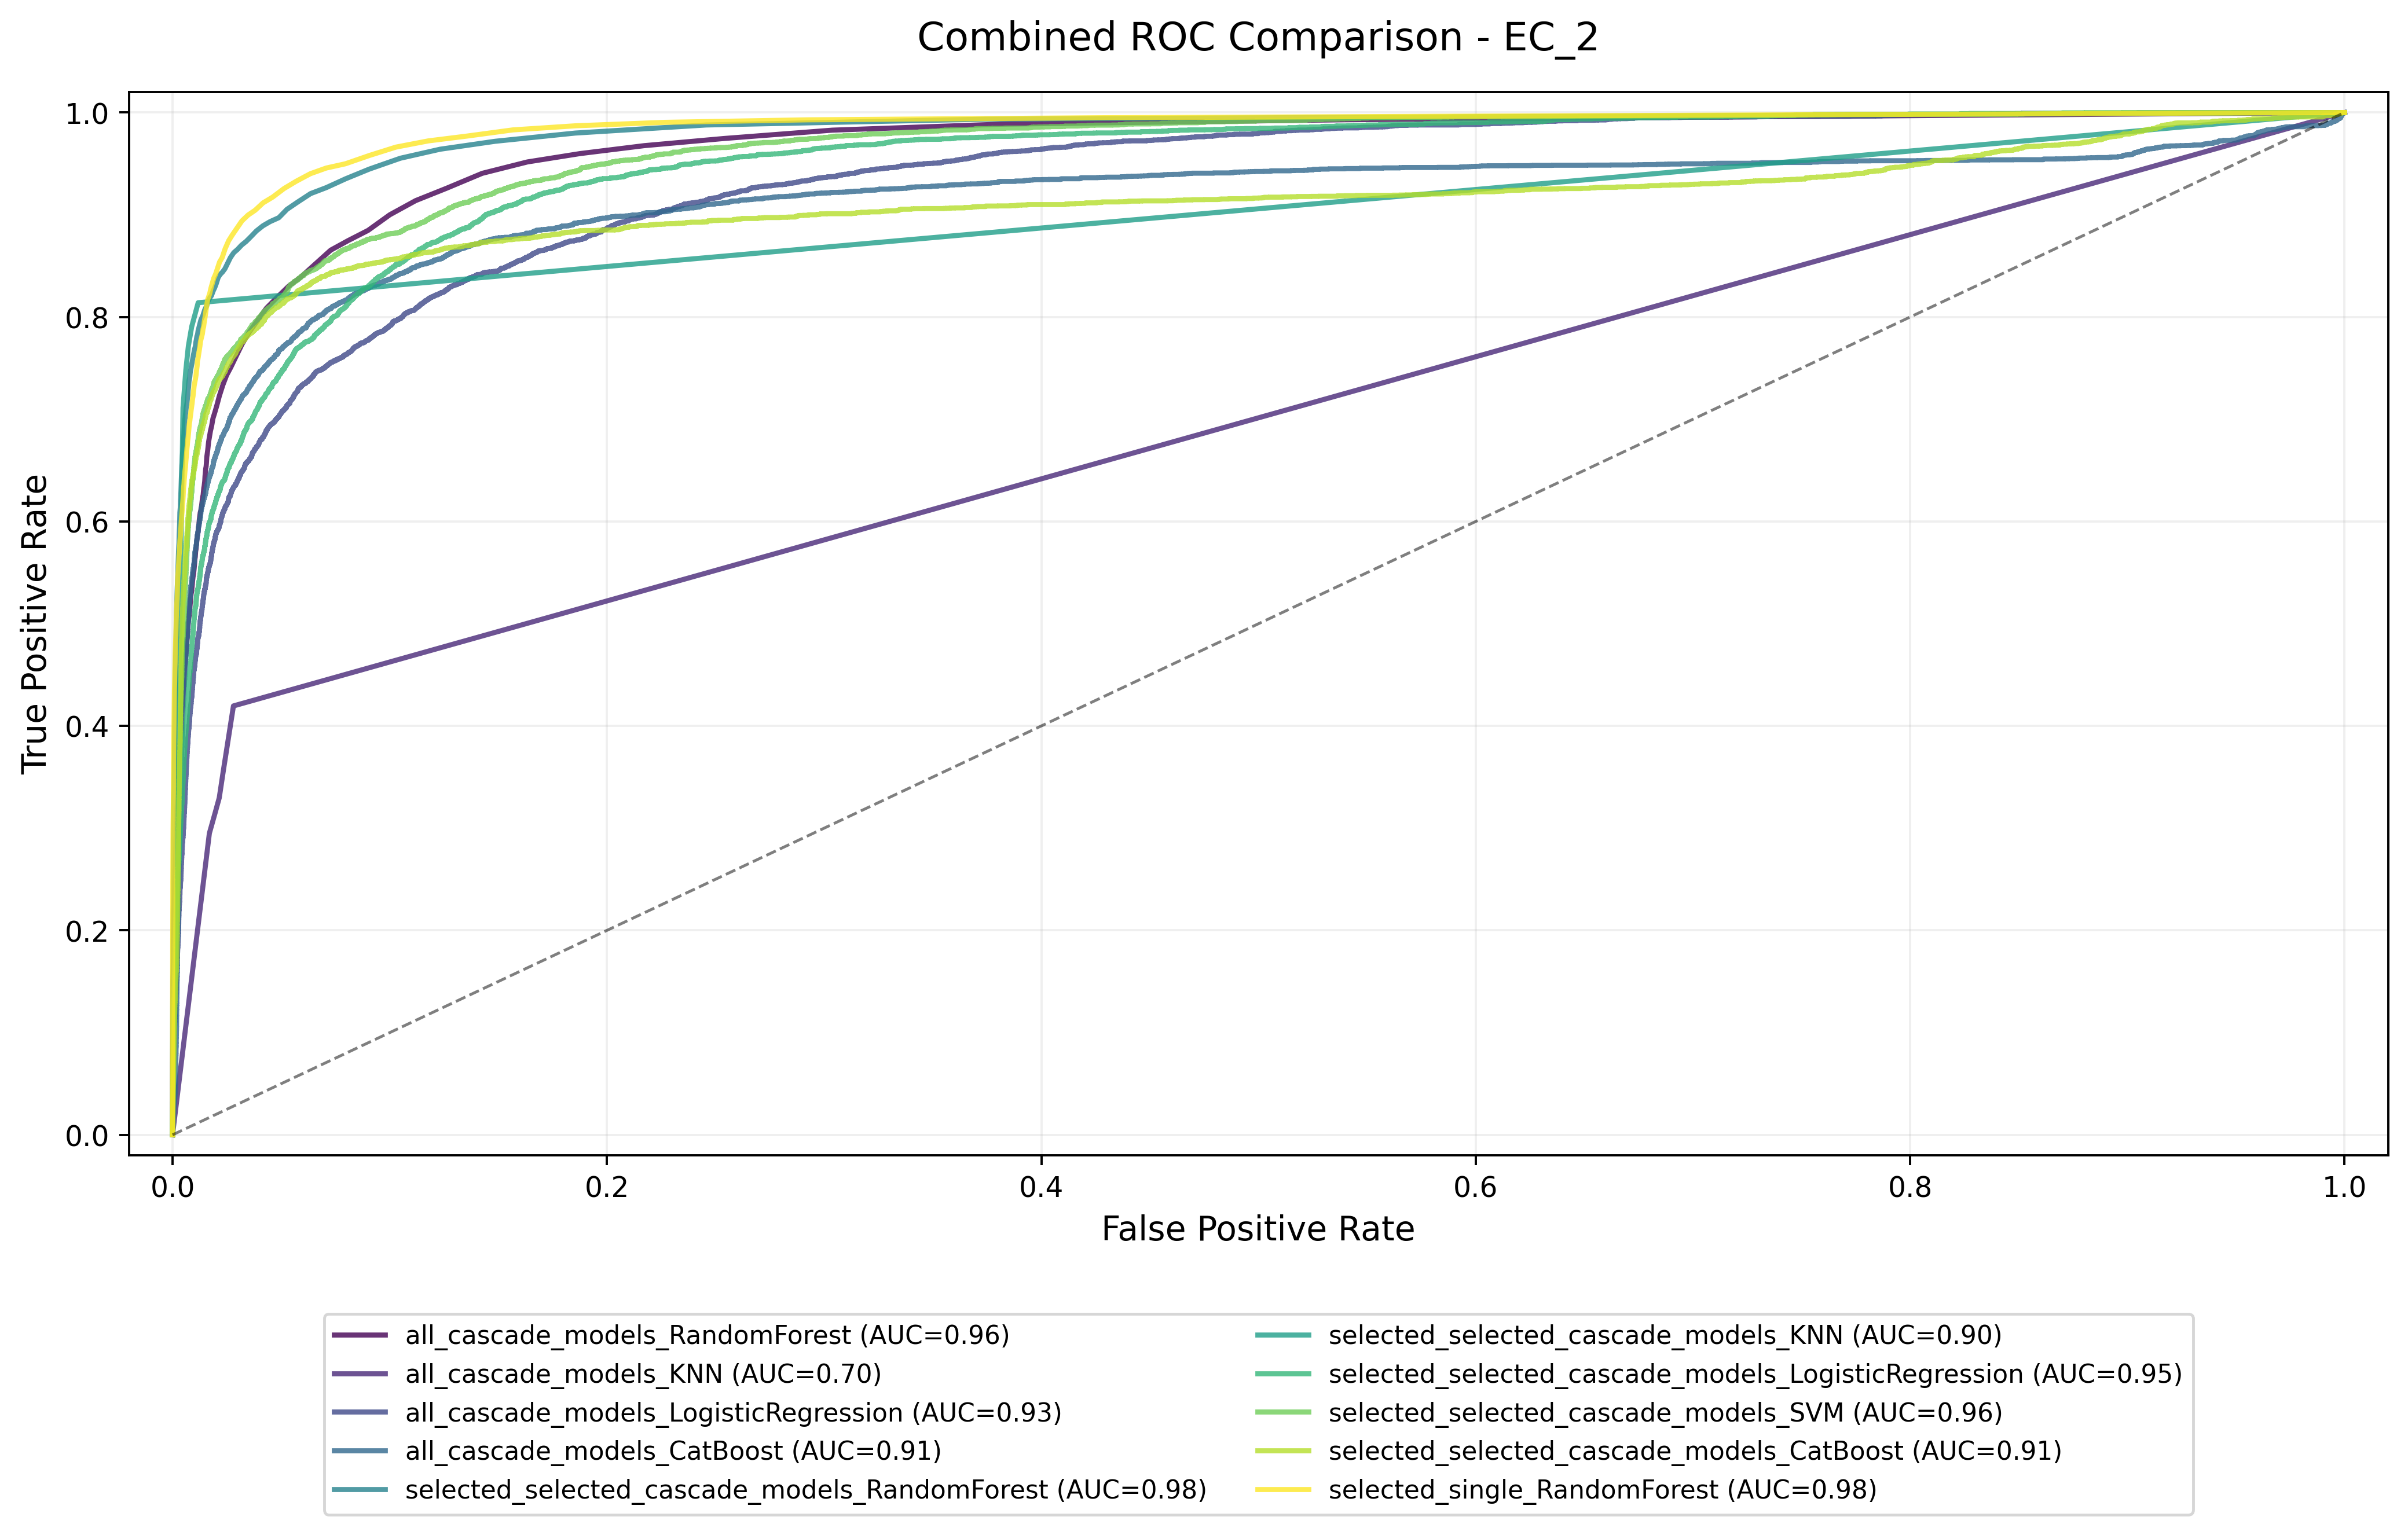 Combined ROC Comparison - EC_2
1.0
0.8
0.6
0.4
0.2
0.0
True Positive Rate
0.0
0.2
0.4
0.6
0.8
1.0
False Positive Rate
all_cascade_models_RandomForest (AUC=0.96)
all_cascade_models_KNN (AUC=0.70)
all_cascade_models_LogisticRegression (AUC=0.93)
all_cascade_models_CatBoost (AUC=0.91)
selected_selected_cascade_models_RandomForest (AUC=0.98)
selected_selected_cascade_models_KNN (AUC=0.90)
selected_selected_cascade_models_LogisticRegression (AUC=0.95)
selected_selected_cascade_models_SVM (AUC=0.96)
selected_selected_cascade_models_CatBoost (AUC=0.91)
selected_single_RandomForest (AUC=0.98)